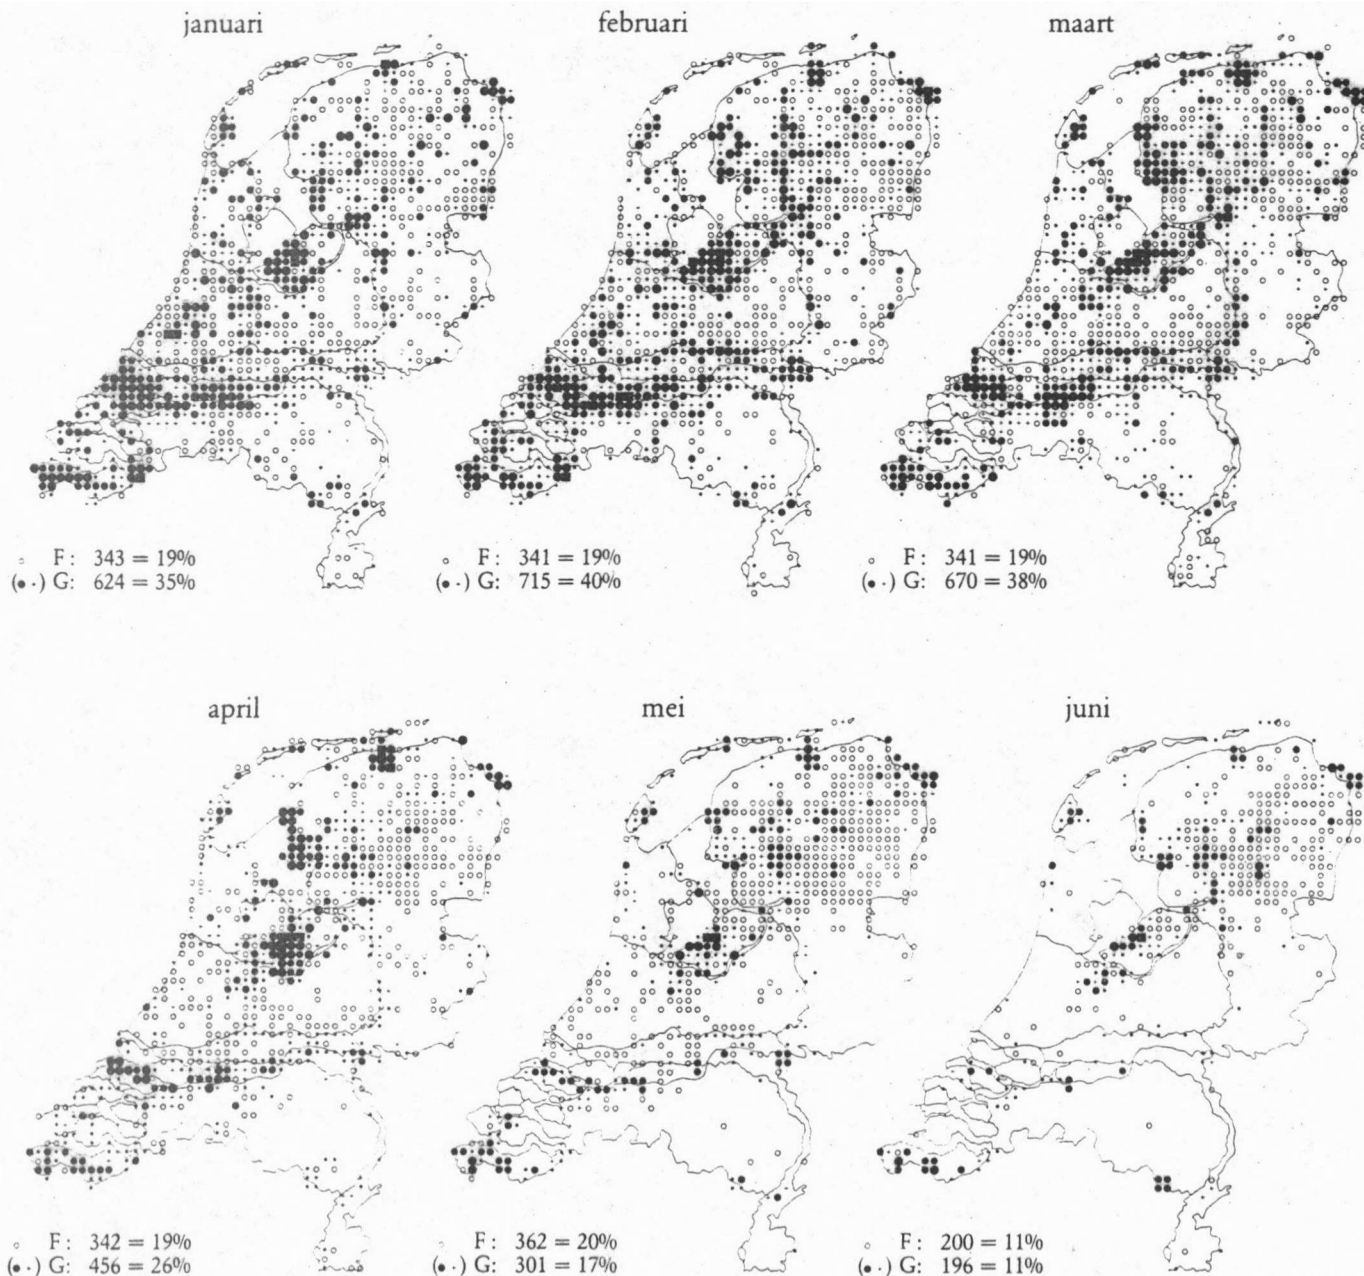 januari
februari
maart
F: 343 = 19%
(● ·) G: 624 = 35%
F: 341 = 19%
(● ·) G: 715 = 40%
F: 341 = 19%
(● ·) G: 670 = 38%
april
mei
juni
F: 342 = 19%
(● ·) G: 456 = 26%
F: 362 = 20%
(● ·) G: 301 = 17%
F: 200 = 11%
(● ·) G: 196 = 11%